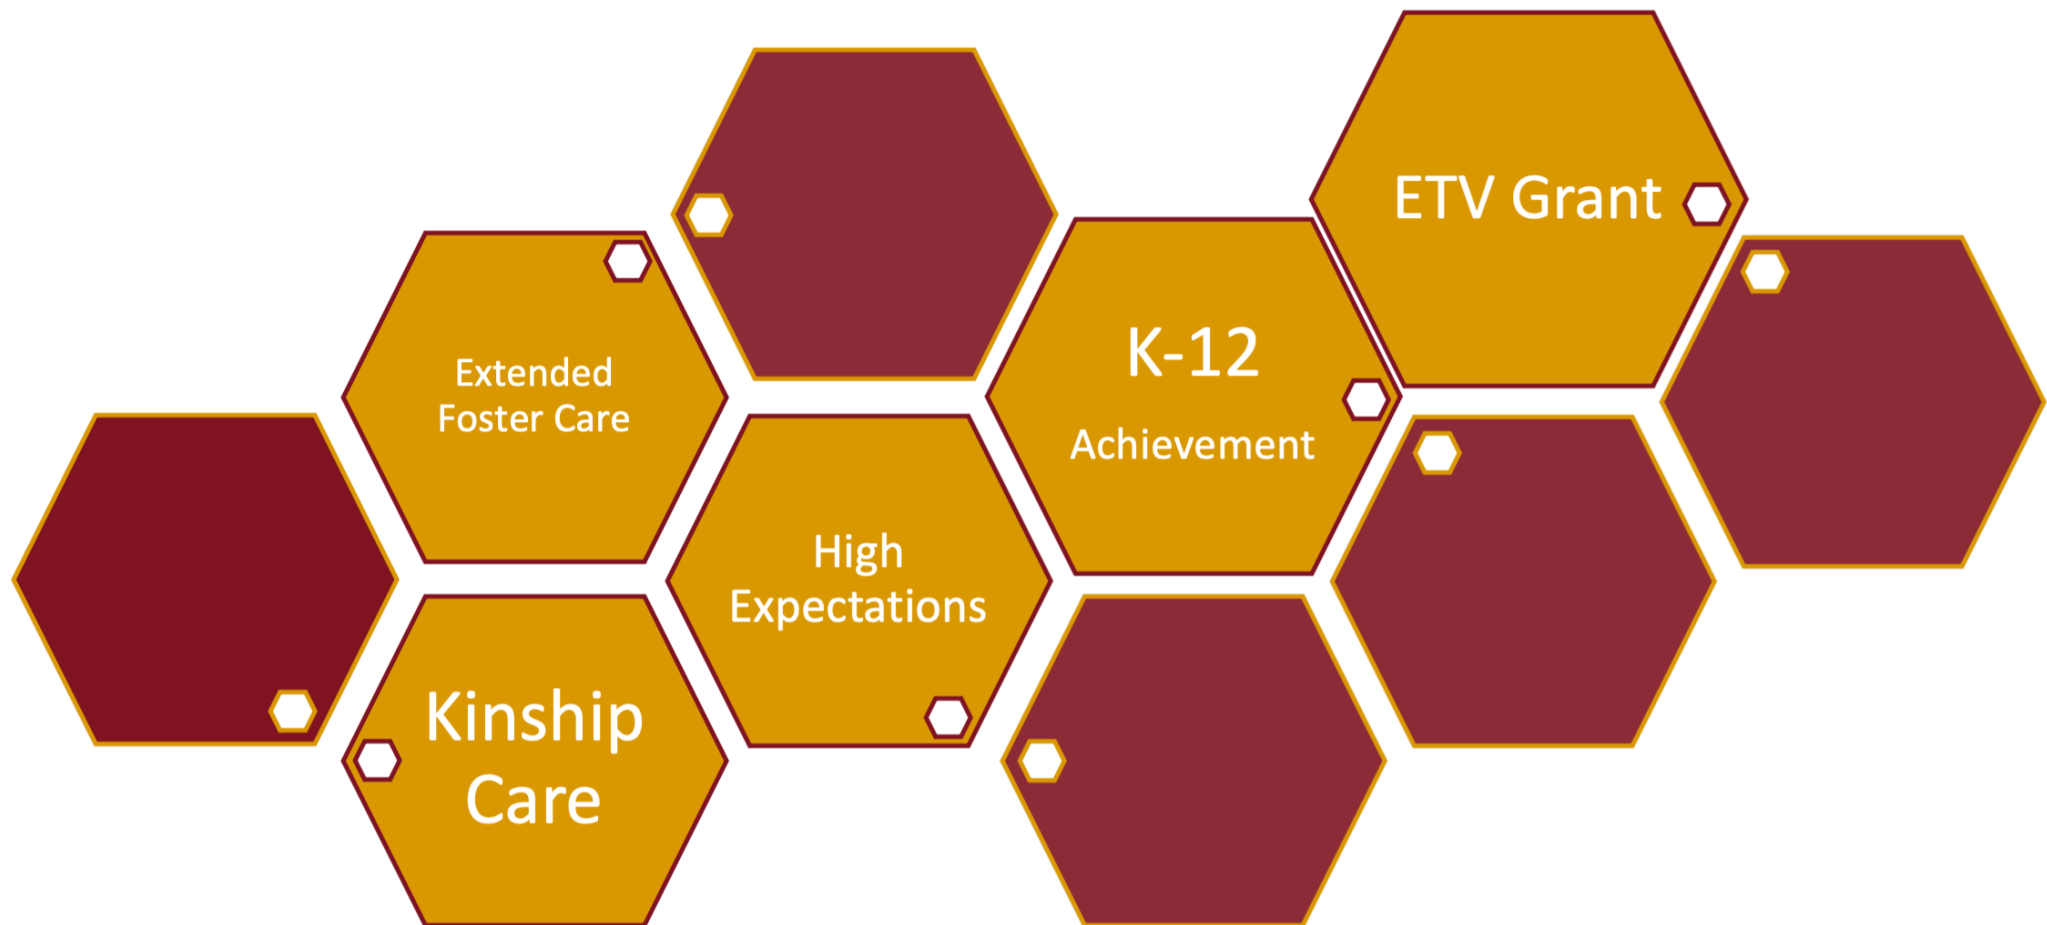 Extended
Foster Care
Kinship
Care
High
Expectations
K-12
Achievement
ETV Grant